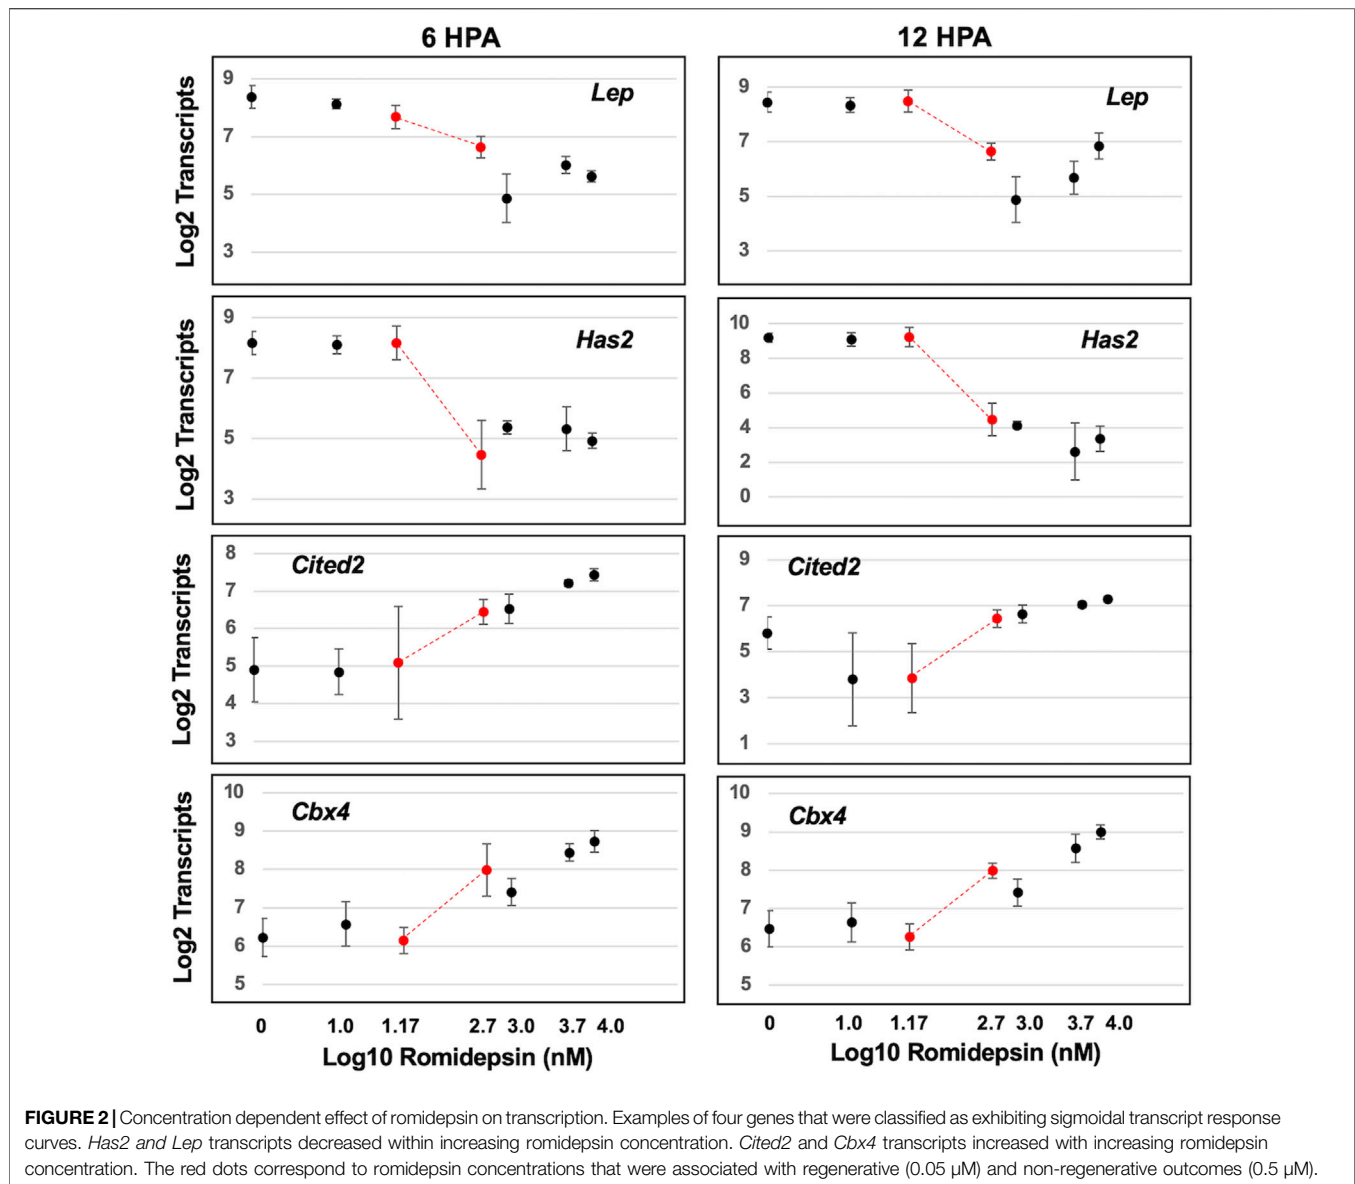 6 HPA
12 HPA
Log2 Transcripts
9
7
5
3
Lep
9
7
5
3
Lep
Log2 Transcripts
9
7
5
3
Has2
10
8
6
4
2
0
Has2
Log2 Transcripts
8
7
6
5
4
3
Cited2
9
7
5
3
1
Cited2
Log2 Transcripts
10
9
8
7
6
5
Cbx4
10
9
8
7
6
5
Cbx4
0 1.0 1.17 2.7 3.0 3.7 4.0
Log10 Romidepsin (nM)
0 1.0 1.17 2.7 3.0 3.7 4.0
Log10 Romidepsin (nM)
FIGURE 2 | Concentration dependent effect of romidepsin on transcription. Examples of four genes that were classified as exhibiting sigmoidal transcript response
curves. Has2 and Lep transcripts decreased within increasing romidepsin concentration. Cited2 and Cbx4 transcripts increased with increasing romidepsin
concentration. The red dots correspond to romidepsin concentrations that were associated with regenerative (0.05 μM) and non-regenerative outcomes (0.5 μM).